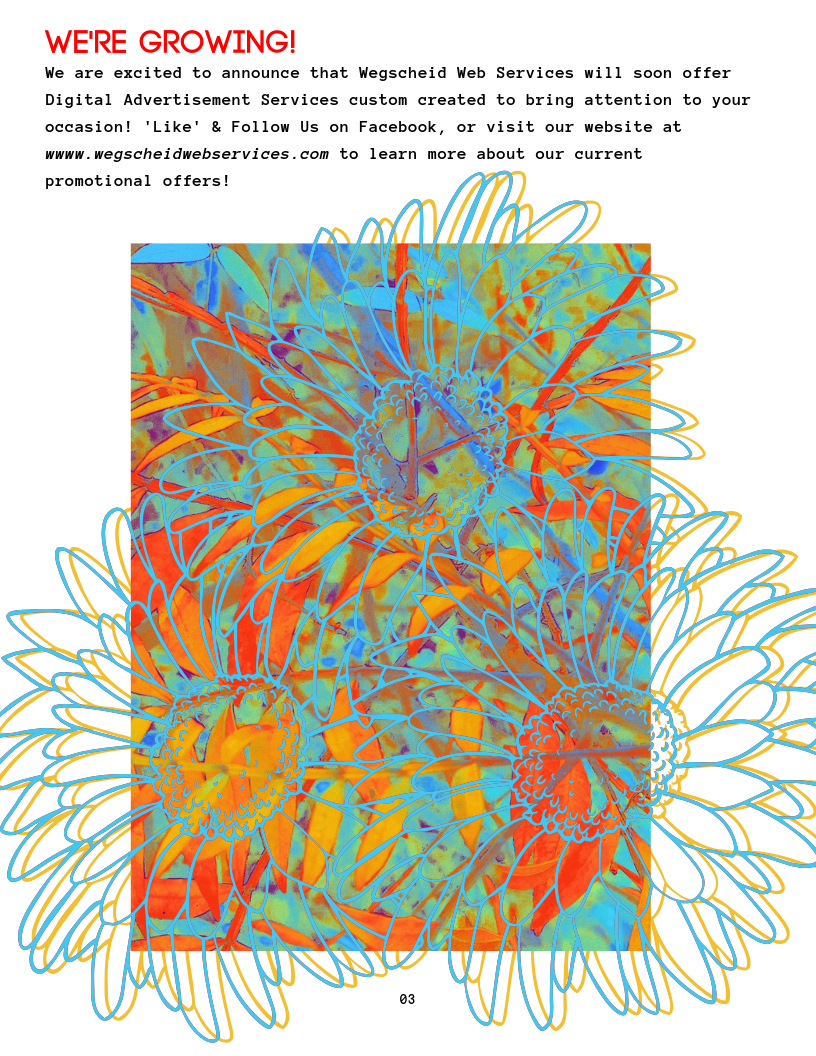 WE'RE GROWING!
We are excited to announce that Wegscheid Web Services will soon offer
Digital Advertisement Services custom created to bring attention to your
occasion! 'Like' & Follow Us on Facebook, or visit our website at
wwww.wegscheidwebservices.com to learn more about our current
promotional offers!
03